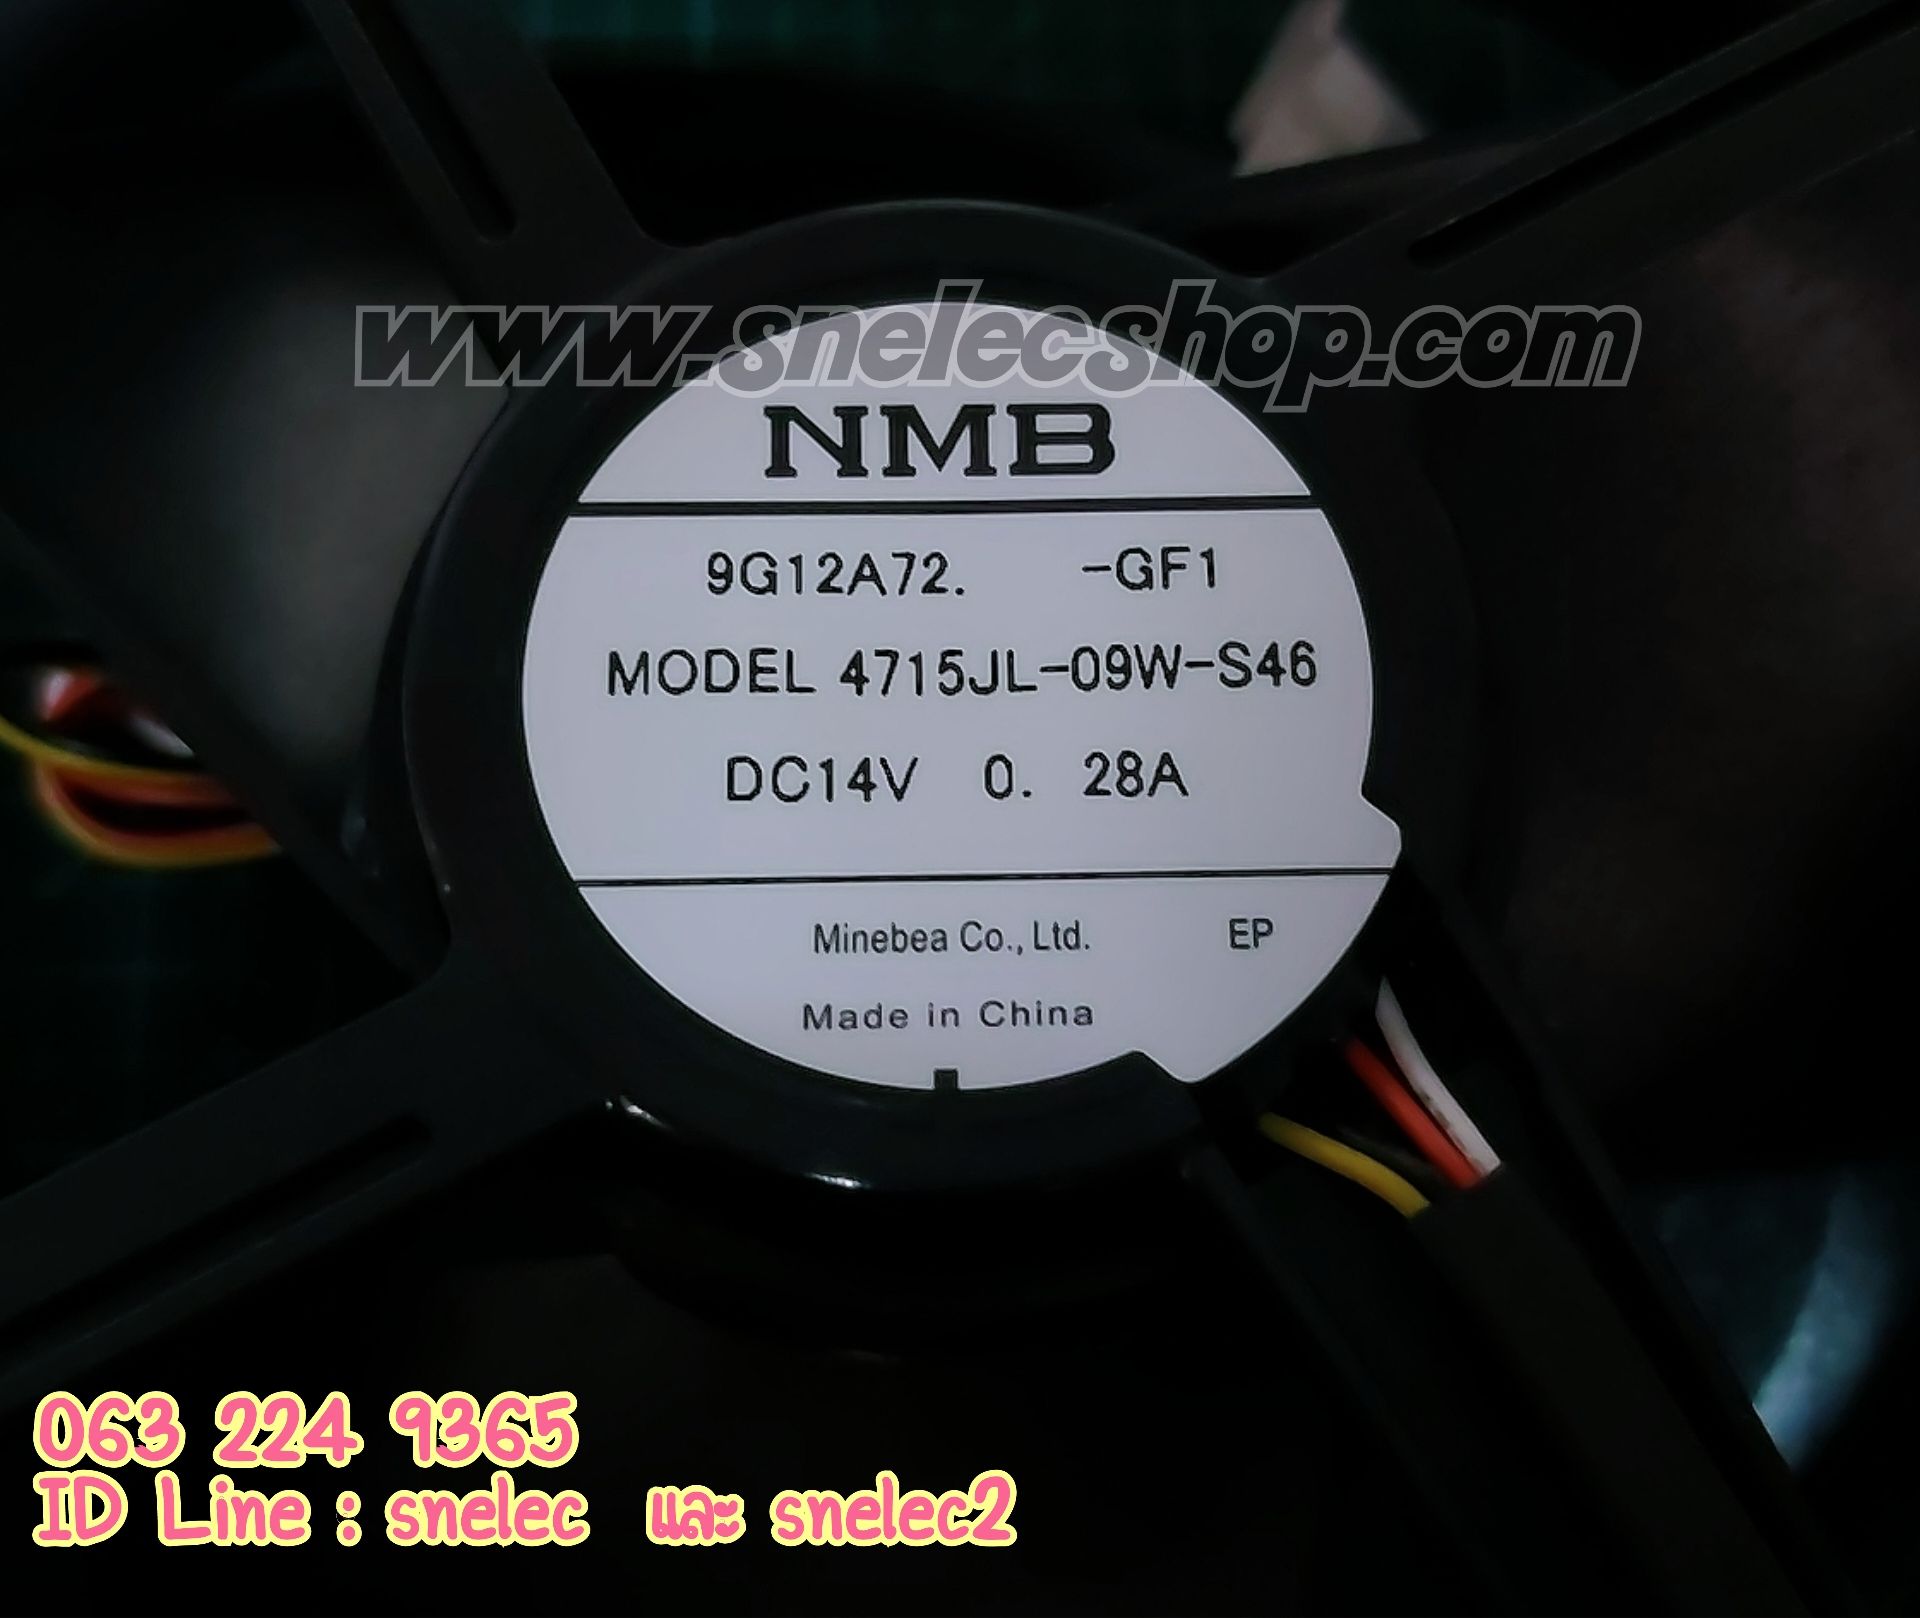 www.snelecshop.com
NMB
9G12A72. -GF1
MODEL 4715JL-09W-S46
DC14V 0. 28A
Minebea Co., Ltd. EP
Made in China
063 224 9365
ID Line : snelec และ snelec2